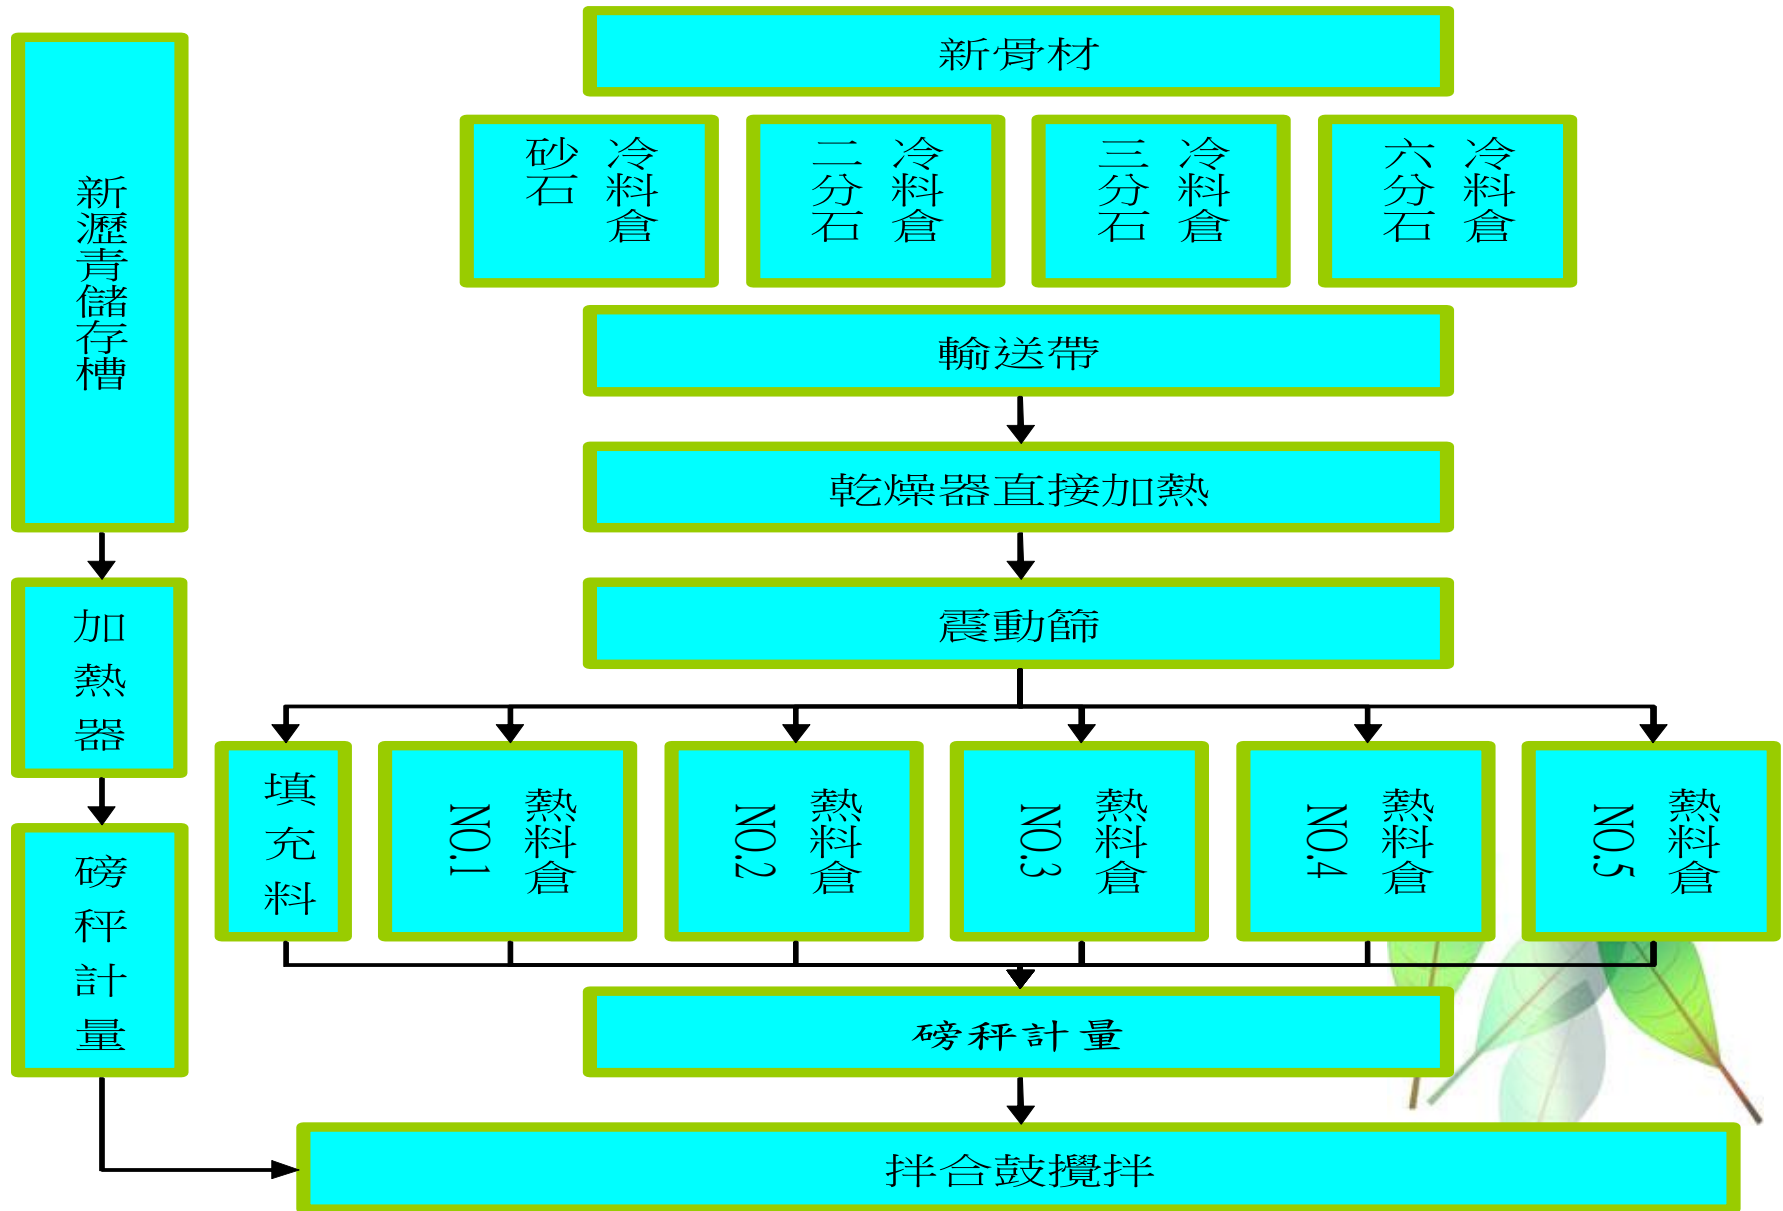 新骨材
新瀝青儲存槽
冷料倉
砂石
冷料倉
二分石
冷料倉
三分石
冷料倉
六分石
輸送帶
乾燥器直接加熱
震動篩
加熱器
填充料
熱料倉
NO.1
熱料倉
NO.2
熱料倉
NO.3
熱料倉
NO.4
熱料倉
NO.5
磅秤計量
磅秤計量
拌合鼓攪拌